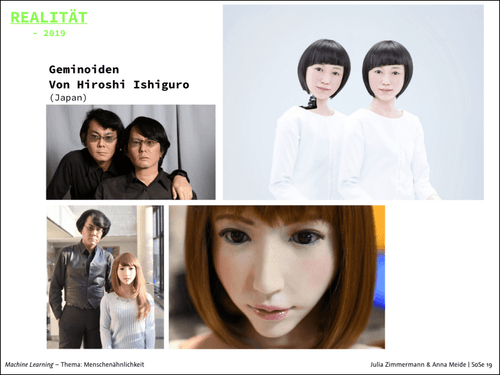 REALITÄT
~ 2019
Geminoiden
Von Hiroshi Ishiguro
(Japan)
Machine Learning – Thema: Menschenähnlichkeit
Julia Zimmermann & Anna Meide | SoSe 19